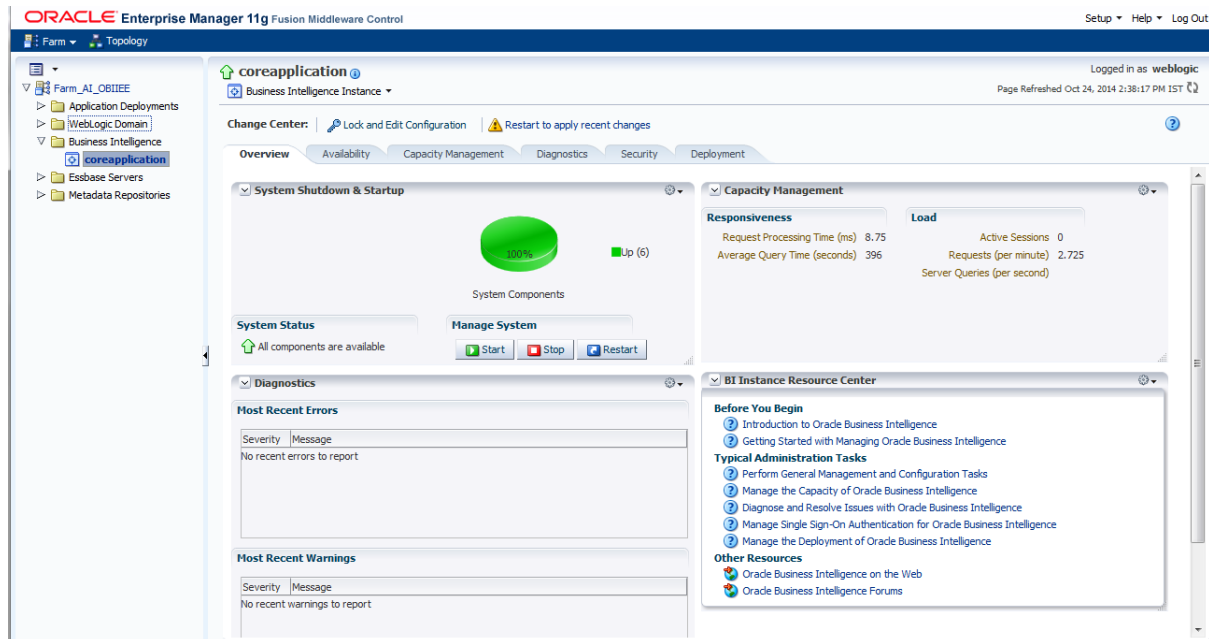 ORACLE Enterprise Manager 11g Fusion Middleware Control
Setup Help Log Out
Farm Topology
Farm_AI_OBIIEE
Application Deployments
WebLogic Domain
Business Intelligence
coreapplication
Essbase Servers
Metadata Repositories
coreapplication
Logged in as weblogic
Business Intelligence Instance
Page Refreshed Oct 24, 2014 2:38:17 PM IST
Change Center: Lock and Edit Configuration Restart to apply recent changes
Overview Availability Capacity Management Diagnostics Security Deployment
System Shutdown & Startup
100%
Up (6)
System Components
System Status
All components are available
Manage System
Start Stop Restart
Capacity Management
Responsiveness
Request Processing Time (ms) 8.75
Average Query Time (seconds) 396
Load
Active Sessions 0
Requests (per minute) 2.725
Server Queries (per second)
Diagnostics
Most Recent Errors
Severity Message
No recent errors to report
Most Recent Warnings
Severity Message
No recent warnings to report
BI Instance Resource Center
Before You Begin
Introduction to Oracle Business Intelligence
Getting Started with Managing Oracle Business Intelligence
Typical Administration Tasks
Perform General Management and Configuration Tasks
Manage the Capacity of Oracle Business Intelligence
Diagnose and Resolve Issues with Oracle Business Intelligence
Manage Single Sign-On Authentication for Oracle Business Intelligence
Manage the Deployment of Oracle Business Intelligence
Other Resources
Oracle Business Intelligence on the Web
Oracle Business Intelligence Forums